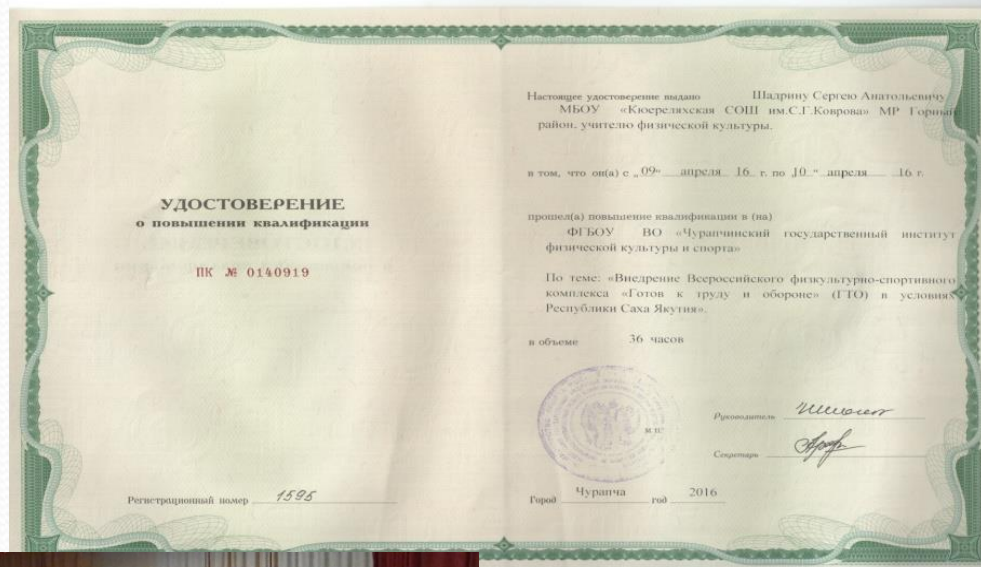 УДОСТОВЕРЕНИЕ
о повышении квалификации
ПК № 0140919
Регистрационный номер 1595
Настоящее удостоверение выдано Шадрину Сергею Анатольевичу
МБОУ «Кюереляхская СОШ им.С.Г.Коврова» МР Горный
район, учителю физической культуры.
в том, что он(а) с „09" апреля 16 г. по 10 " апреля 16 г.
прошел(а) повышение квалификации в (на)
ФГБОУ ВО «Чурапчинский государственный институт
физической культуры и спорта»
По теме: «Внедрение Всероссийского физкультурно-спортивного
комплекса «Готов к труду и обороне» (ГТО) в условиях
Республики Саха Якутия».
в объеме 36 часов
М.П.
Руководитель
Секретарь
Город Чурапча год 2016